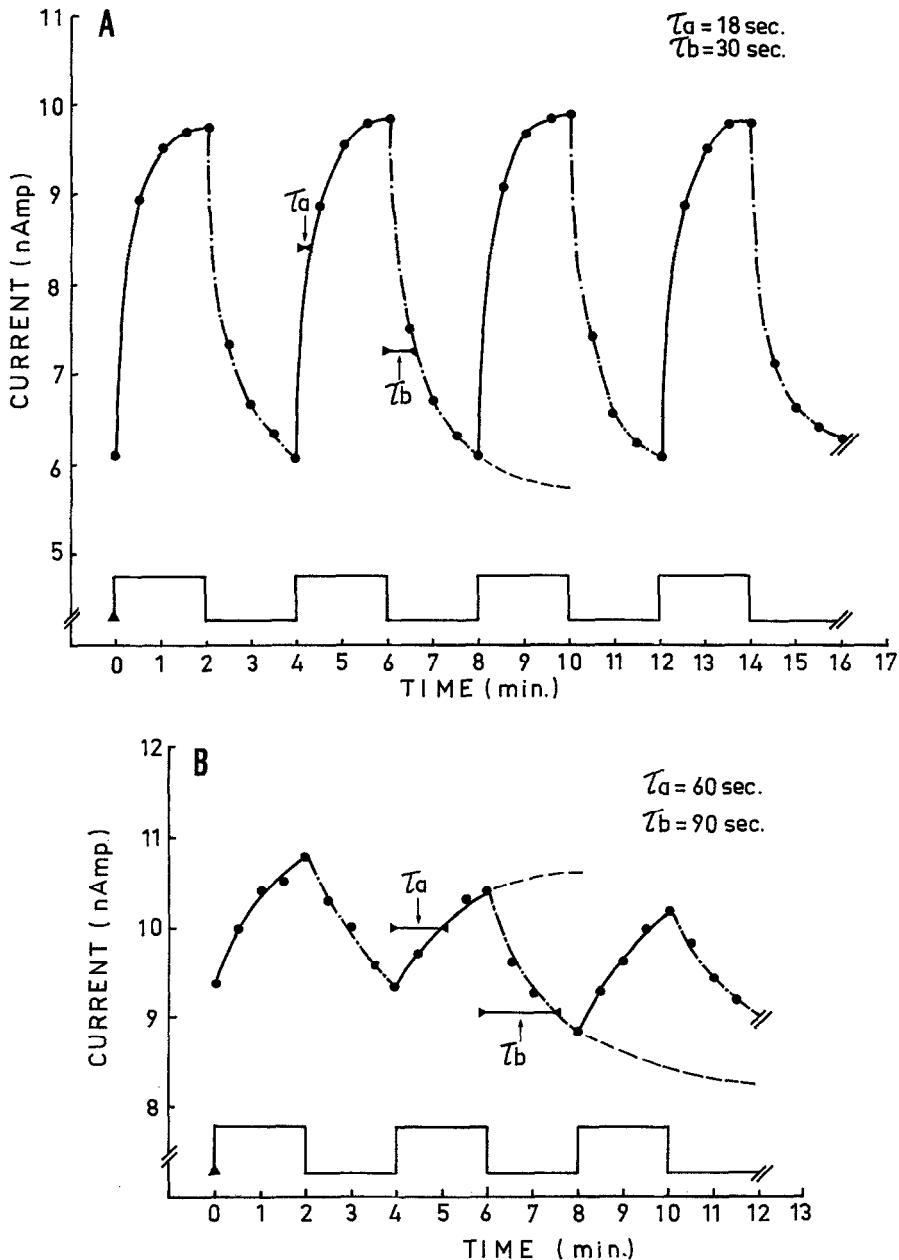 A
τa = 18 sec.
τb = 30 sec.
11
10
9
8
7
6
5
CURRENT (nAmp)
τa
τb
0 1 2 3 4 5 6 7 8 9 10 11 12 13 14 15 16 17
TIME (min.)
B
τa = 60 sec.
τb = 90 sec.
12
11
10
9
8
CURRENT (nAmp.)
τa
τb
0 1 2 3 4 5 6 7 8 9 10 11 12 13
TIME (min.)